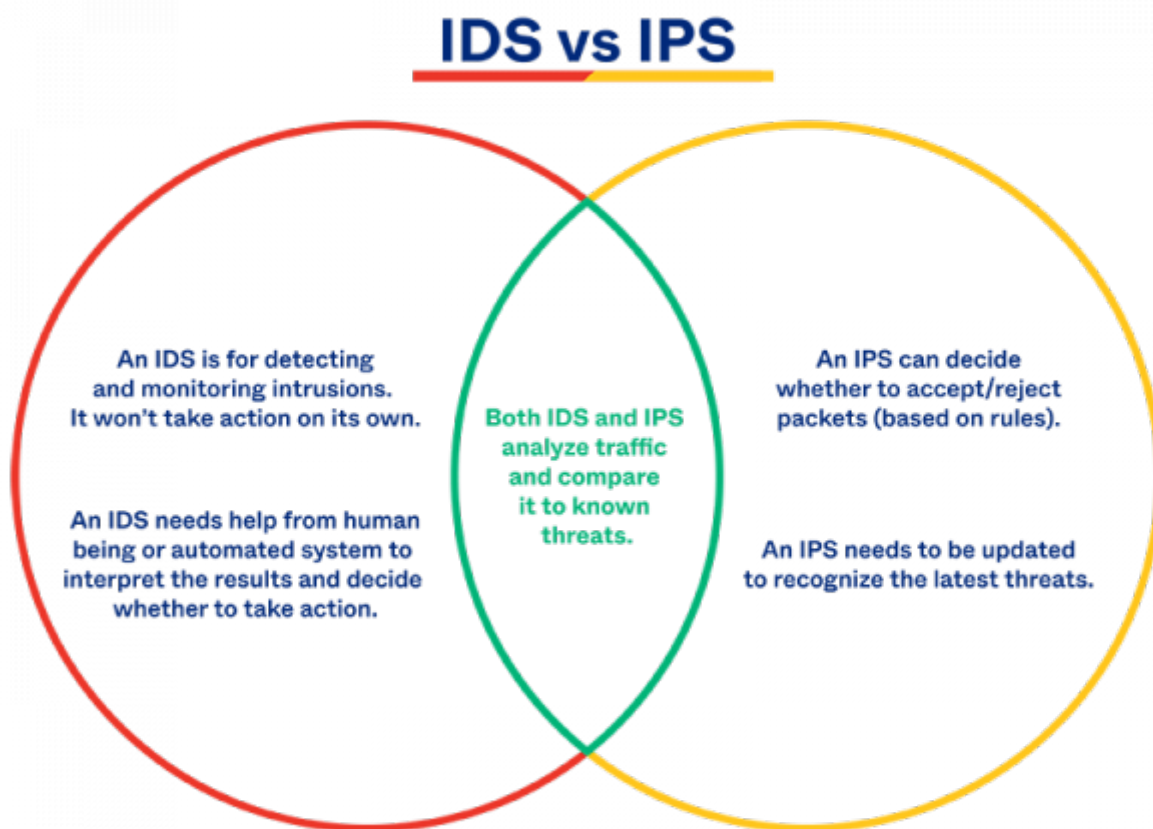 IDS vs IPS
An IDS is for detecting
and monitoring intrusions.
It won't take action on its own.
An IDS needs help from human
being or automated system to
interpret the results and decide
whether to take action.
Both IDS and IPS
analyze traffic
and compare
it to known
threats.
An IPS can decide
whether to accept/reject
packets (based on rules).
An IPS needs to be updated
to recognize the latest threats.